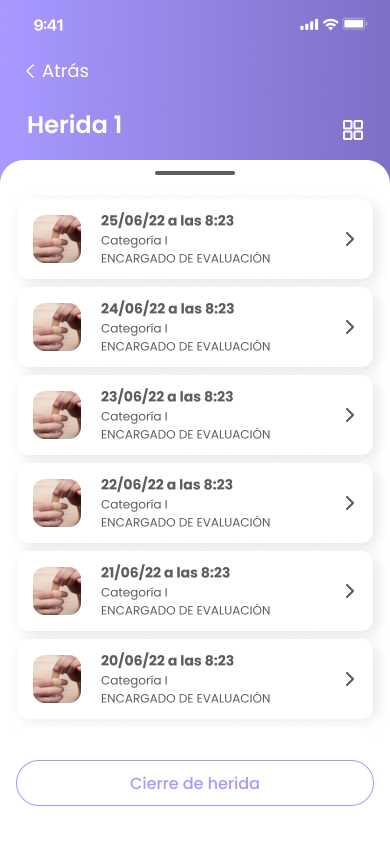 9:41
Atrás
Herida 1
25/06/22 a las 8:23
Categoría I
ENCARGADO DE EVALUACIÓN
24/06/22 a las 8:23
Categoría I
ENCARGADO DE EVALUACIÓN
23/06/22 a las 8:23
Categoría I
ENCARGADO DE EVALUACIÓN
22/06/22 a las 8:23
Categoría I
ENCARGADO DE EVALUACIÓN
21/06/22 a las 8:23
Categoría I
ENCARGADO DE EVALUACIÓN
20/06/22 a las 8:23
Categoría I
ENCARGADO DE EVALUACIÓN
Cierre de herida